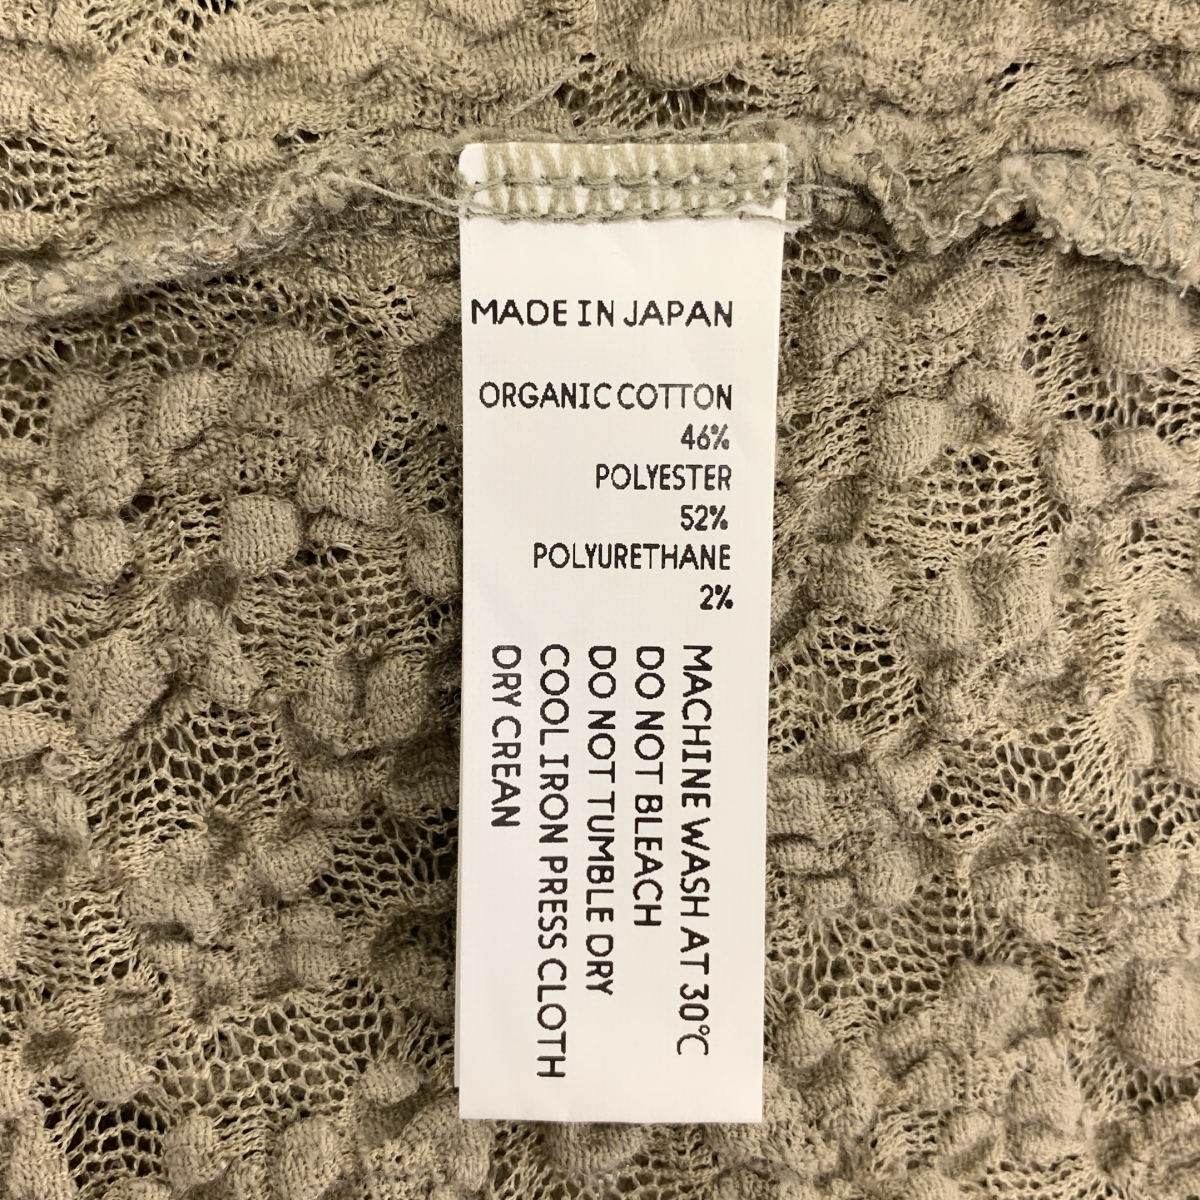 MADE IN JAPAN
ORGANIC COTTON
46%
POLYESTER
52%
POLYURETHANE
2%
MACHINE WASH AT 30℃
DO NOT BLEACH
DO NOT TUMBLE DRY
COOL IRON PRESS CLOTH
DRY CREAN